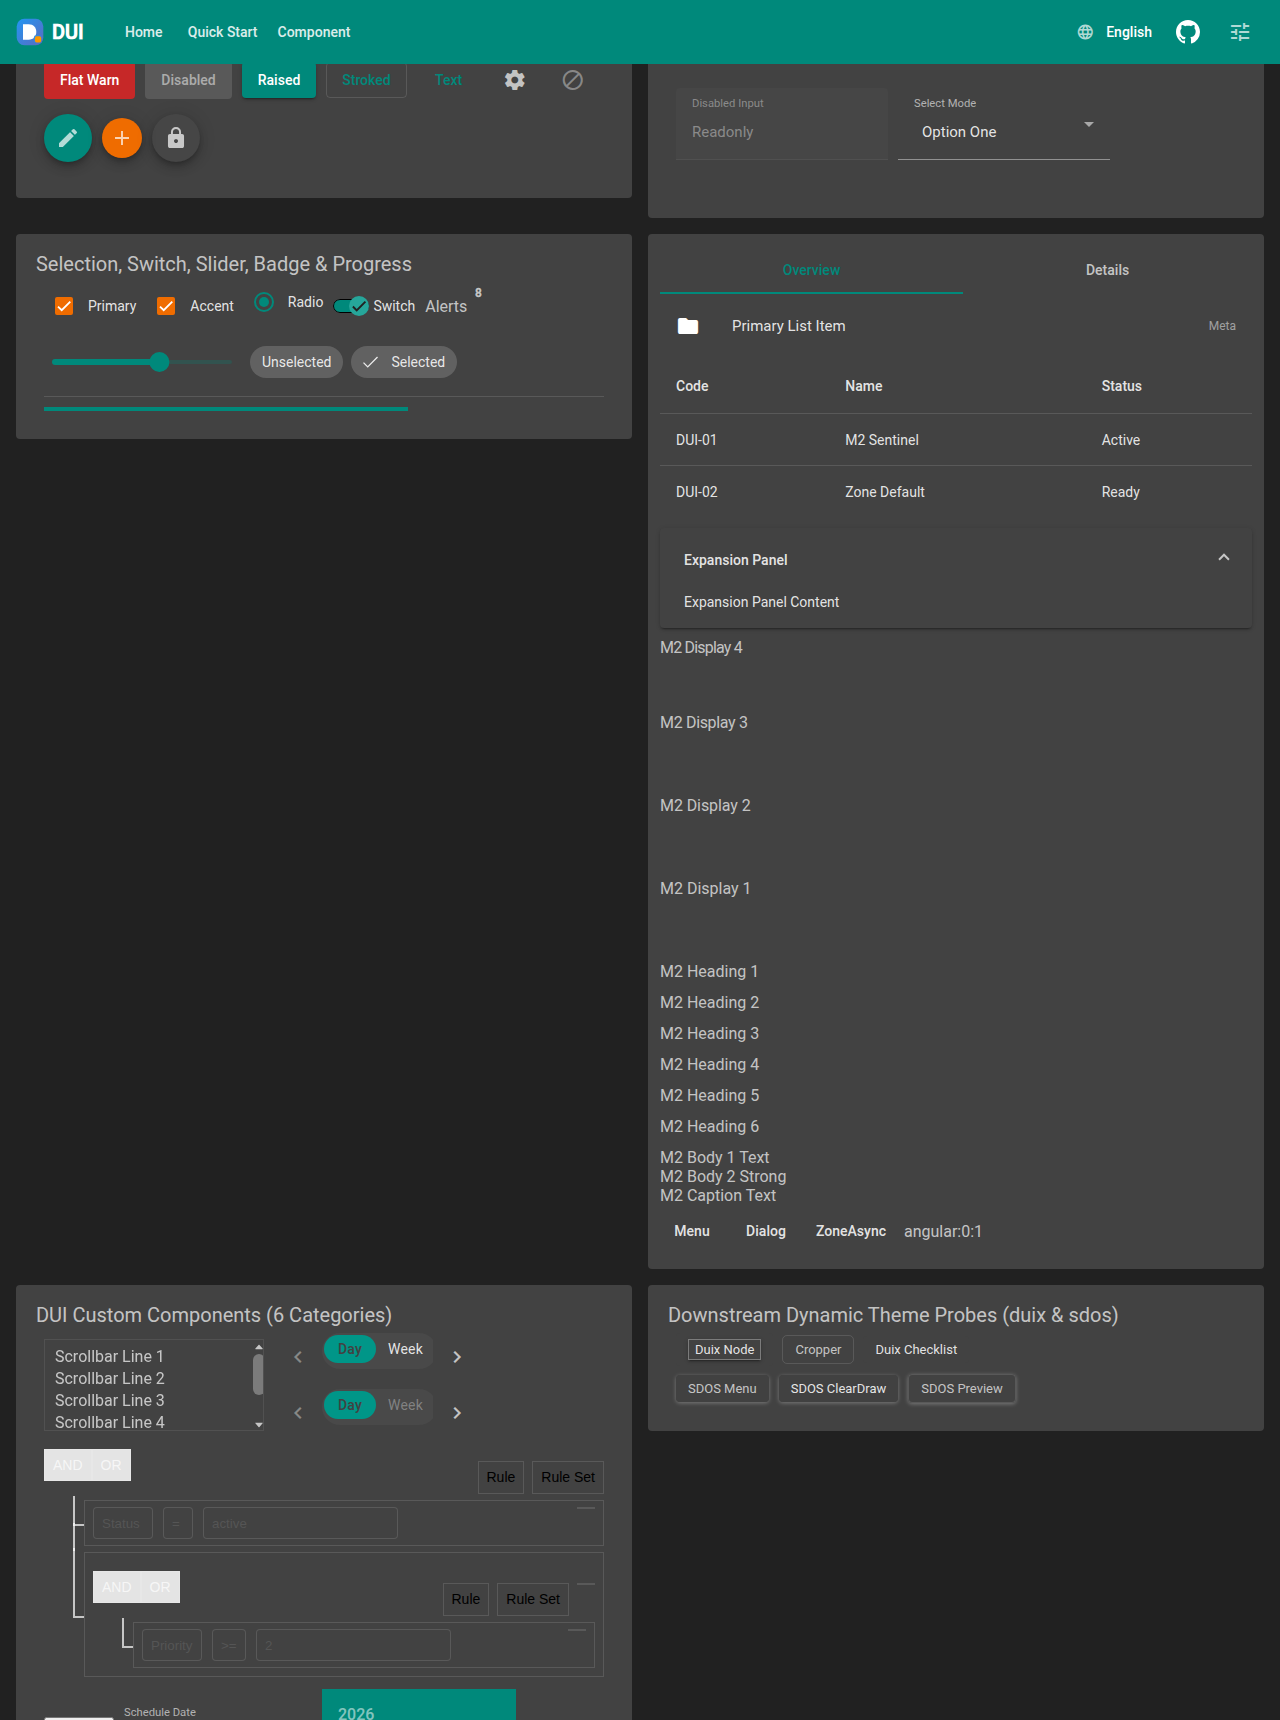 DUI
Home
Quick Start
Component
English
Flat Warn
Disabled
Raised
Stroked
Text
Disabled Input
Readonly
Select Mode
Option One
Selection, Switch, Slider, Badge & Progress
Primary
Accent
Radio
Switch
Alerts
8
Unselected
Selected
Overview
Details
Primary List Item
Meta
Code
Name
Status
DUI-01
M2 Sentinel
Active
DUI-02
Zone Default
Ready
Expansion Panel
Expansion Panel Content
M2 Display 4
M2 Display 3
M2 Display 2
M2 Display 1
M2 Heading 1
M2 Heading 2
M2 Heading 3
M2 Heading 4
M2 Heading 5
M2 Heading 6
M2 Body 1 Text
M2 Body 2 Strong
M2 Caption Text
Menu
Dialog
ZoneAsync
angular:0:1
DUI Custom Components (6 Categories)
Scrollbar Line 1
Scrollbar Line 2
Scrollbar Line 3
Scrollbar Line 4
Day
Week
Day
Week
AND
OR
Rule
Rule Set
Status
=
active
AND
OR
Rule
Rule Set
Priority
>=
2
Schedule Date
2026
Downstream Dynamic Theme Probes (duix & sdos)
Duix Node
Cropper
Duix Checklist
SDOS Menu
SDOS ClearDraw
SDOS Preview